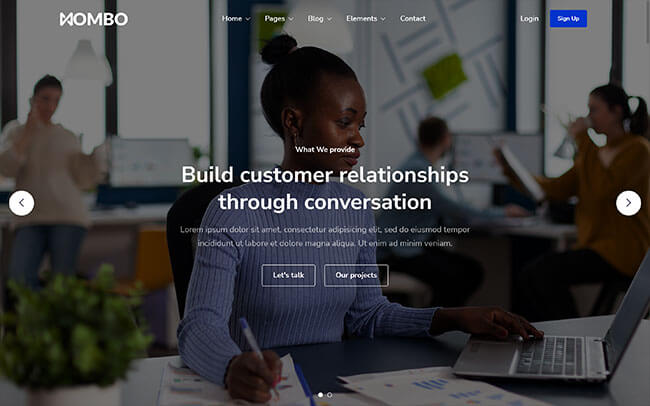 MOMBO
Home Pages Blog Elements Contact Login Sign Up
What We provide
Build customer relationships
through conversation
Lorem ipsum dolor sit amet, consectetur adipisicing elit, sed do eiusmod tempor
incididunt ut labore et dolore magna aliqua. Ut enim ad minim veniam.
Let's talk Our projects